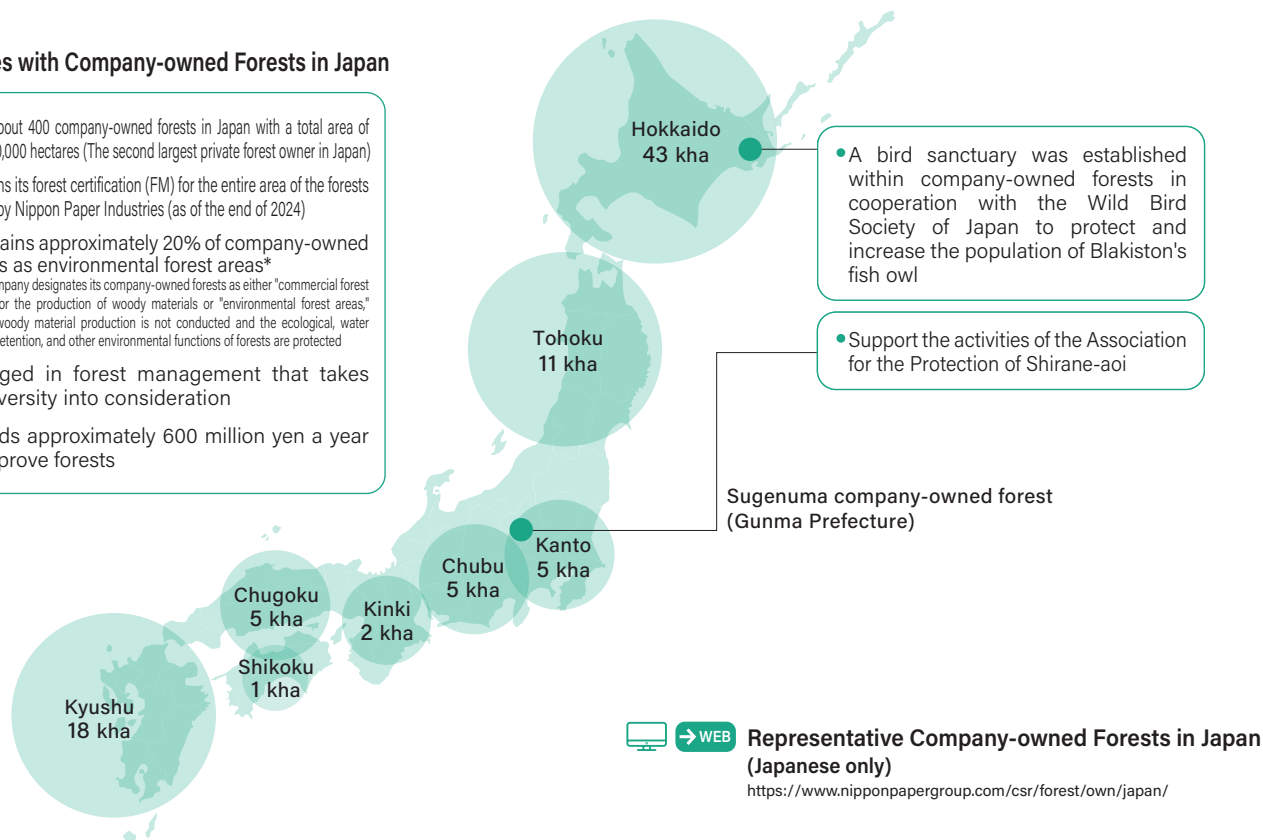 es with Company-owned Forests in Japan
bout 400 company-owned forests in Japan with a total area of
0,000 hectares (The second largest private forest owner in Japan)
ns its forest certification (FM) for the entire area of the forests
by Nippon Paper Industries (as of the end of 2024)
ains approximately 20% of company-owned
s as environmental forest areas*
mpany designates its company-owned forests as either "commercial forest
or the production of woody materials or "environmental forest areas,"
woody material production is not conducted and the ecological, water
etention, and other environmental functions of forests are protected
ged in forest management that takes
versity into consideration
ds approximately 600 million yen a year
prove forests
Hokkaido
43 kha
•A bird sanctuary was established
within company-owned forests in
cooperation with the Wild Bird
Society of Japan to protect and
increase the population of Blakiston's
fish owl
Tohoku
11 kha
•Support the activities of the Association
for the Protection of Shirane-aoi
Sugenuma company-owned forest
(Gunma Prefecture)
Kanto
5 kha
Chubu
5 kha
Chugoku
5 kha
Kinki
2 kha
Shikoku
1 kha
Kyushu
18 kha
→WEB
Representative Company-owned Forests in Japan
(Japanese only)
https://www.nipponpapergroup.com/csr/forest/own/japan/